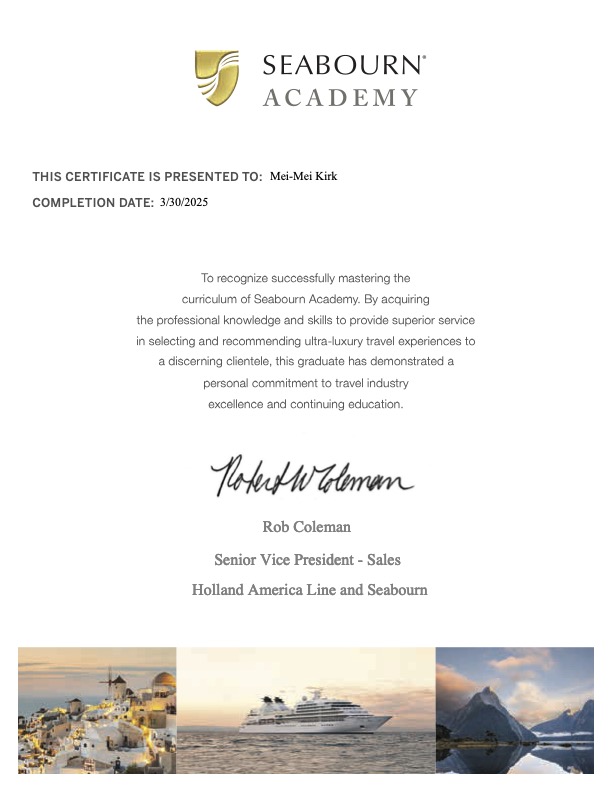 SEABOURN®
ACADEMY
THIS CERTIFICATE IS PRESENTED TO: Mei-Mei Kirk
COMPLETION DATE: 3/30/2025
To recognize successfully mastering the
curriculum of Seabourn Academy. By acquiring
the professional knowledge and skills to provide superior service
in selecting and recommending ultra-luxury travel experiences to
a discerning clientele, this graduate has demonstrated a
personal commitment to travel industry
excellence and continuing education.
Robert W Coleman
Rob Coleman
Senior Vice President - Sales
Holland America Line and Seabourn